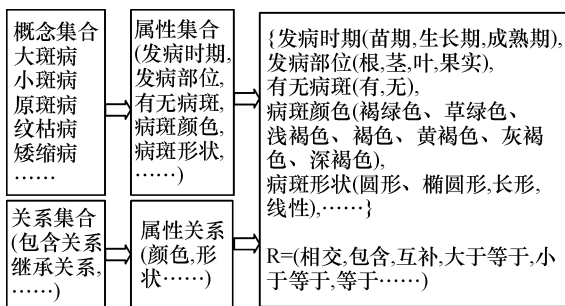 概念集合
大斑病
小斑病
原斑病
纹枯病
矮缩病
……
属性集合
(发病时期,
发病部位,
有无病斑,
病斑颜色,
病斑形状,
……)
{发病时期(苗期,生长期,成熟期),
发病部位(根,茎,叶,果实),
有无病斑(有,无),
病斑颜色(褐绿色、草绿色、
浅褐色、褐色、黄褐色、灰褐
色、深褐色),
病斑形状(圆形、椭圆形,长形,
线性),……}
R=(相交,包含,互补,大于等于,小
于等于,等于……)
关系集合
(包含关系
继承关系,
……)
属性关系
(颜色,形
状……)